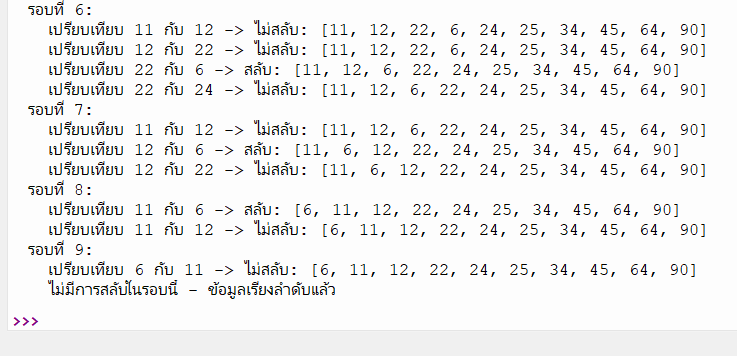 รอบที่ 6:
เปรียบเทียบ 11 กับ 12 -> ไม่สลับ: [11, 12, 22, 6, 24, 25, 34, 45, 64, 90]
เปรียบเทียบ 12 กับ 22 -> ไม่สลับ: [11, 12, 22, 6, 24, 25, 34, 45, 64, 90]
เปรียบเทียบ 22 กับ 6 -> สลับ: [11, 12, 6, 22, 24, 25, 34, 45, 64, 90]
เปรียบเทียบ 22 กับ 24 -> ไม่สลับ: [11, 12, 6, 22, 24, 25, 34, 45, 64, 90]
รอบที่ 7:
เปรียบเทียบ 11 กับ 12 -> ไม่สลับ: [11, 12, 6, 22, 24, 25, 34, 45, 64, 90]
เปรียบเทียบ 12 กับ 6 -> สลับ: [11, 6, 12, 22, 24, 25, 34, 45, 64, 90]
เปรียบเทียบ 12 กับ 22 -> ไม่สลับ: [11, 6, 12, 22, 24, 25, 34, 45, 64, 90]
รอบที่ 8:
เปรียบเทียบ 11 กับ 6 -> สลับ: [6, 11, 12, 22, 24, 25, 34, 45, 64, 90]
เปรียบเทียบ 11 กับ 12 -> ไม่สลับ: [6, 11, 12, 22, 24, 25, 34, 45, 64, 90]
รอบที่ 9:
เปรียบเทียบ 6 กับ 11 -> ไม่สลับ: [6, 11, 12, 22, 24, 25, 34, 45, 64, 90]
ไม่มีการสลับในรอบนี้ - ข้อมูลเรียงลำดับแล้ว
>>>